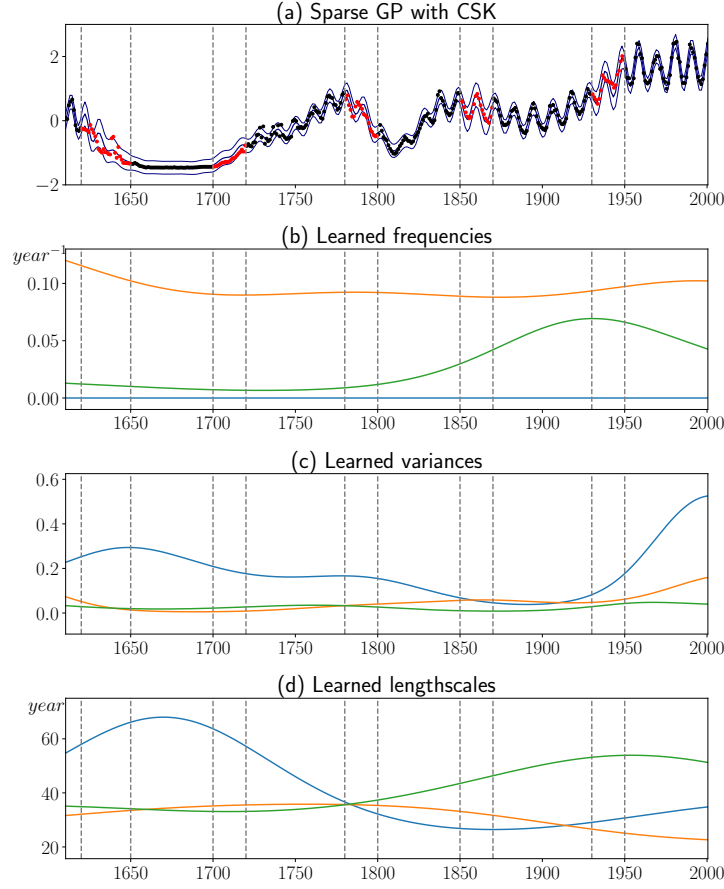 (a) Sparse GP with CSK
2
0
−2
1650 1700 1750 1800 1850 1900 1950 2000
(b) Learned frequencies
year⁻¹
0.10
0.05
0.00
1650 1700 1750 1800 1850 1900 1950 2000
(c) Learned variances
0.6
0.4
0.2
0.0
1650 1700 1750 1800 1850 1900 1950 2000
(d) Learned lengthscales
year
60
40
20
1650 1700 1750 1800 1850 1900 1950 2000